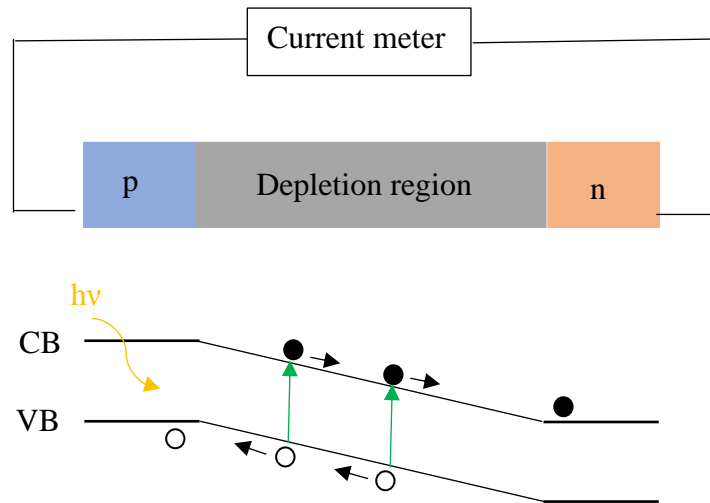 Current meter
p
Depletion region
n
hν
CB
VB